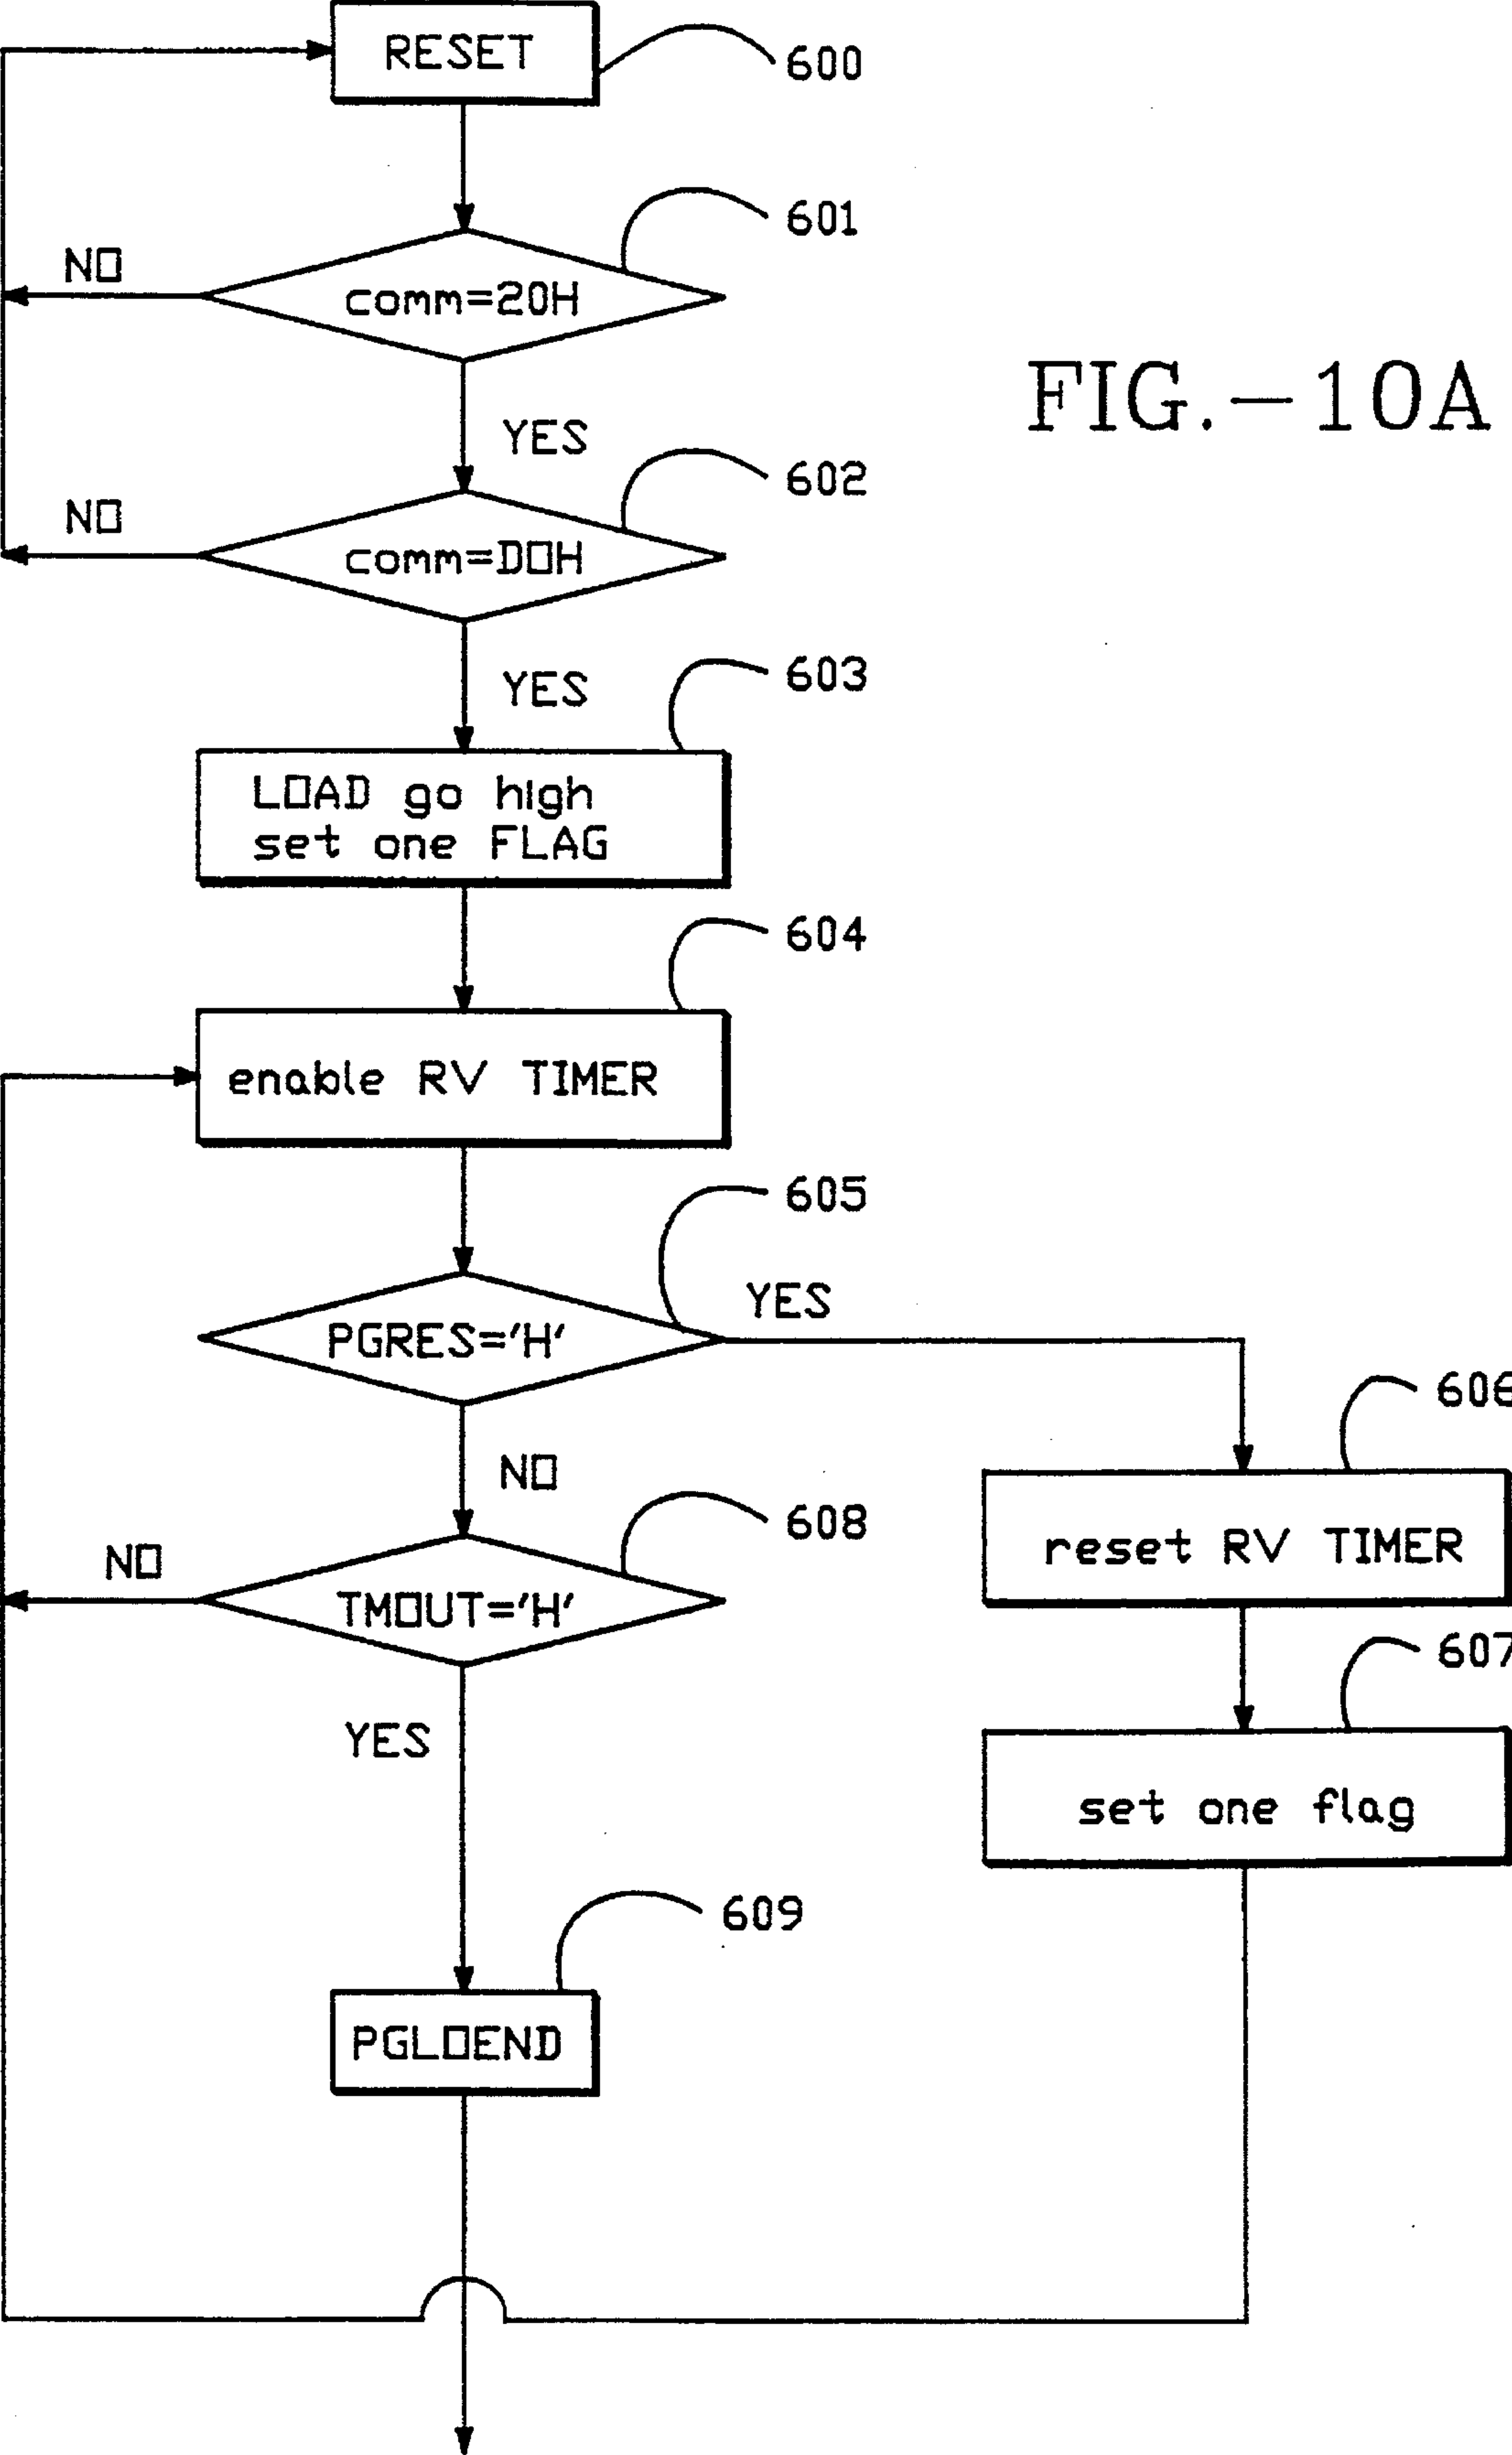 RESET
600
601
NO
comm=20H
FIG.-10A
YES
602
NO
comm=D0H
YES
603
LOAD go high
set one FLAG
604
enable RV TIMER
605
YES
PGRES='H'
606
NO
608
NO
reset RV TIMER
TMOUT='H'
607
YES
set one flag
609
PGLOEND